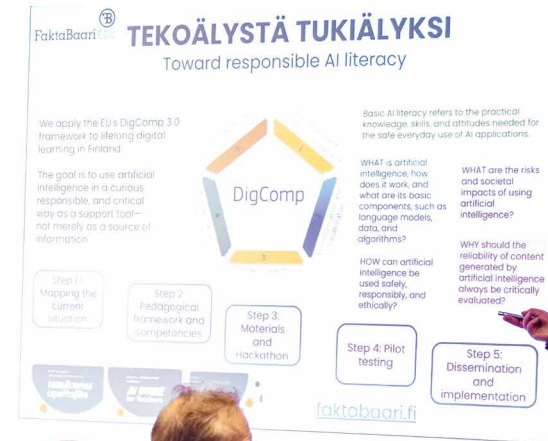 FaktaBaari EDU
TEKOÄLYSTÄ TUKIÄLYKSI
Toward responsible AI literacy
We apply the EU's DigComp 3.0
framework to lifelong digital
learning in Finland
The goal is to use artificial
intelligence in a curious,
responsible, and critical
way as a support tool—
not merely as a source of
information
DigComp
Basic AI literacy refers to the practical
knowledge, skills, and attitudes needed for
the safe everyday use of AI applications.
WHAT is artificial
intelligence, how
does it work, and
what are its basic
components, such as
language models,
data, and
algorithms?
HOW can artificial
intelligence be
used safely,
responsibly, and
ethically?
WHAT are the risks
and societal
impacts of using
artificial
intelligence?
WHY should the
reliability of content
generated by
artificial intelligence
always be critically
evaluated?
Step 1:
Mapping the
current
situation
Step 2:
Pedagogical
framework and
competencies
Step 3:
Materials
and
Hackathon
Step 4: Pilot
testing
Step 5:
Dissemination
and
implementation
opettajille
for teachers
faktabaari.fi